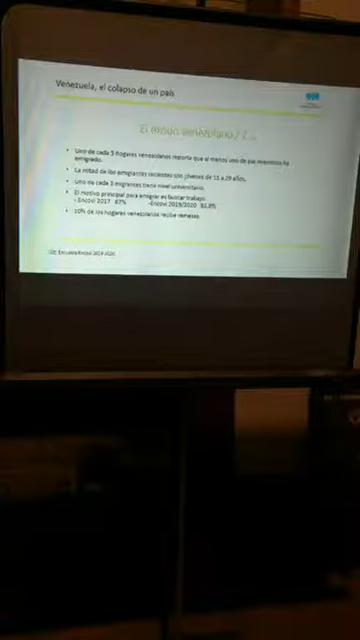 Venezuela, el colapso de un país
El éxodo venezolano / 2
• Uno de cada 5 hogares venezolanos reporta que al menos uno de sus miembros ha
emigrado.
• La mitad de los emigrantes recientes son jóvenes de 15 a 29 años.
• Uno de cada 3 migrantes tiene nivel universitario.
• El motivo principal para emigrar es buscar trabajo.
- Encovi 2017 67% -Encovi 2019/2020 82,8%
• 10% de los hogares venezolanos recibe remesas.
Encuesta Encovi 2019 2020